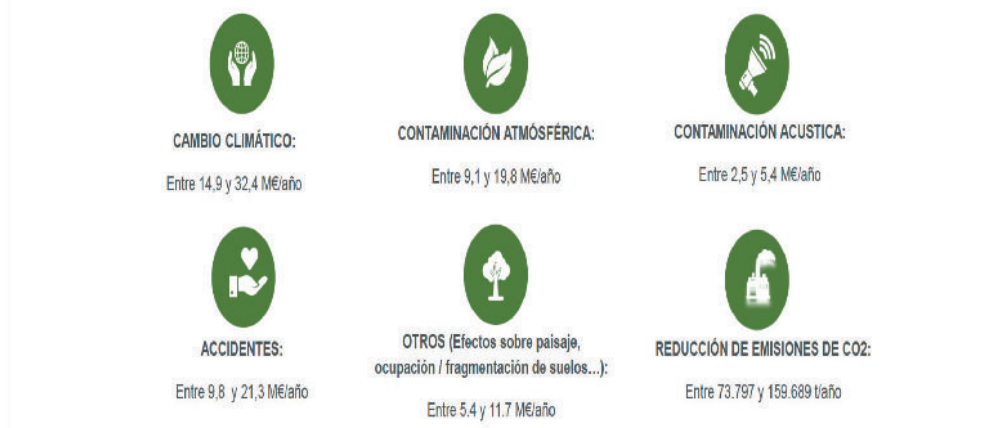 CAMBIO CLIMÁTICO:
Entre 14,9 y 32,4 M€/año
CONTAMINACIÓN ATMÓSFÉRICA:
Entre 9,1 y 19,8 M€/año
CONTAMINACIÓN ACUSTICA:
Entre 2,5 y 5,4 M€/año
ACCIDENTES:
Entre 9,8 y 21,3 M€/año
OTROS (Efectos sobre paisaje,
ocupación / fragmentación de suelos...):
Entre 5.4 y 11.7 M€/año
REDUCCIÓN DE EMISIONES DE CO2:
Entre 73.797 y 159.689 t/año